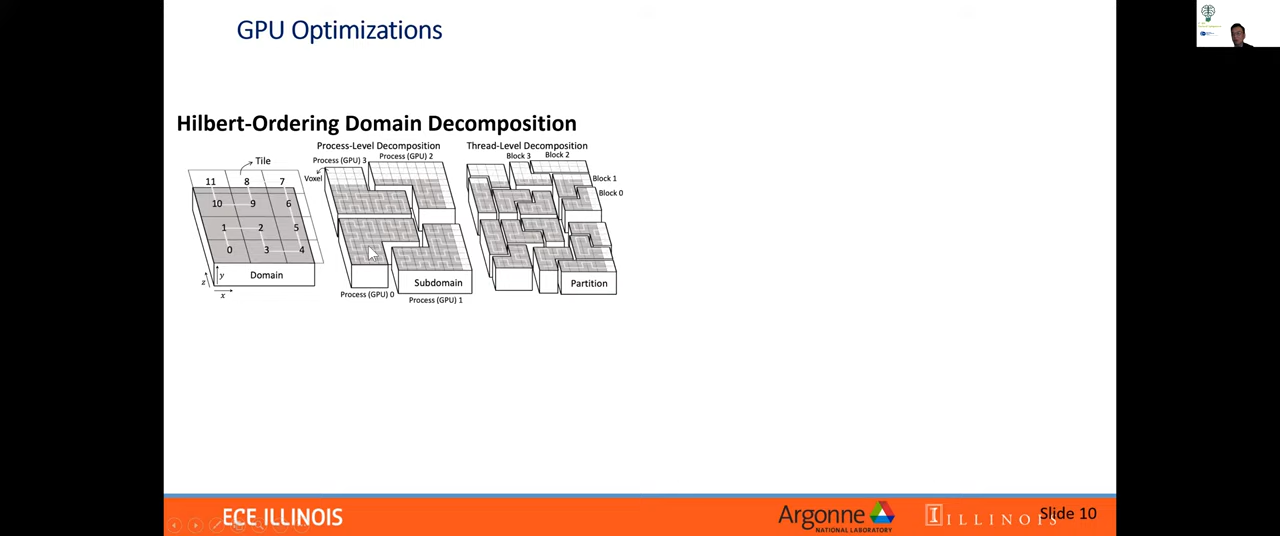 GPU Optimizations
Hilbert-Ordering Domain Decomposition
Process-Level Decomposition
Thread-Level Decomposition
Tile
Process (GPU) 3
Process (GPU) 2
Block 3
Block 2
Voxel
Block 1
Block 0
11 8 7
10 9 6
1 2 5
0 3 4
y
z
x
Domain
Subdomain
Partition
Process (GPU) 0
Process (GPU) 1
ECE ILLINOIS
Argonne
NATIONAL LABORATORY
I ILLINOIS
Slide 10